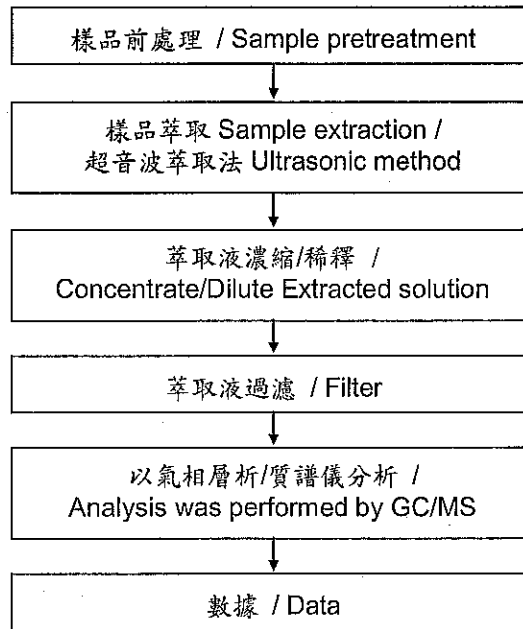 樣品前處理 / Sample pretreatment
樣品萃取 Sample extraction /
超音波萃取法 Ultrasonic method
萃取液濃縮/稀釋 /
Concentrate/Dilute Extracted solution
萃取液過濾 / Filter
以氣相層析/質譜儀分析 /
Analysis was performed by GC/MS
數據 / Data